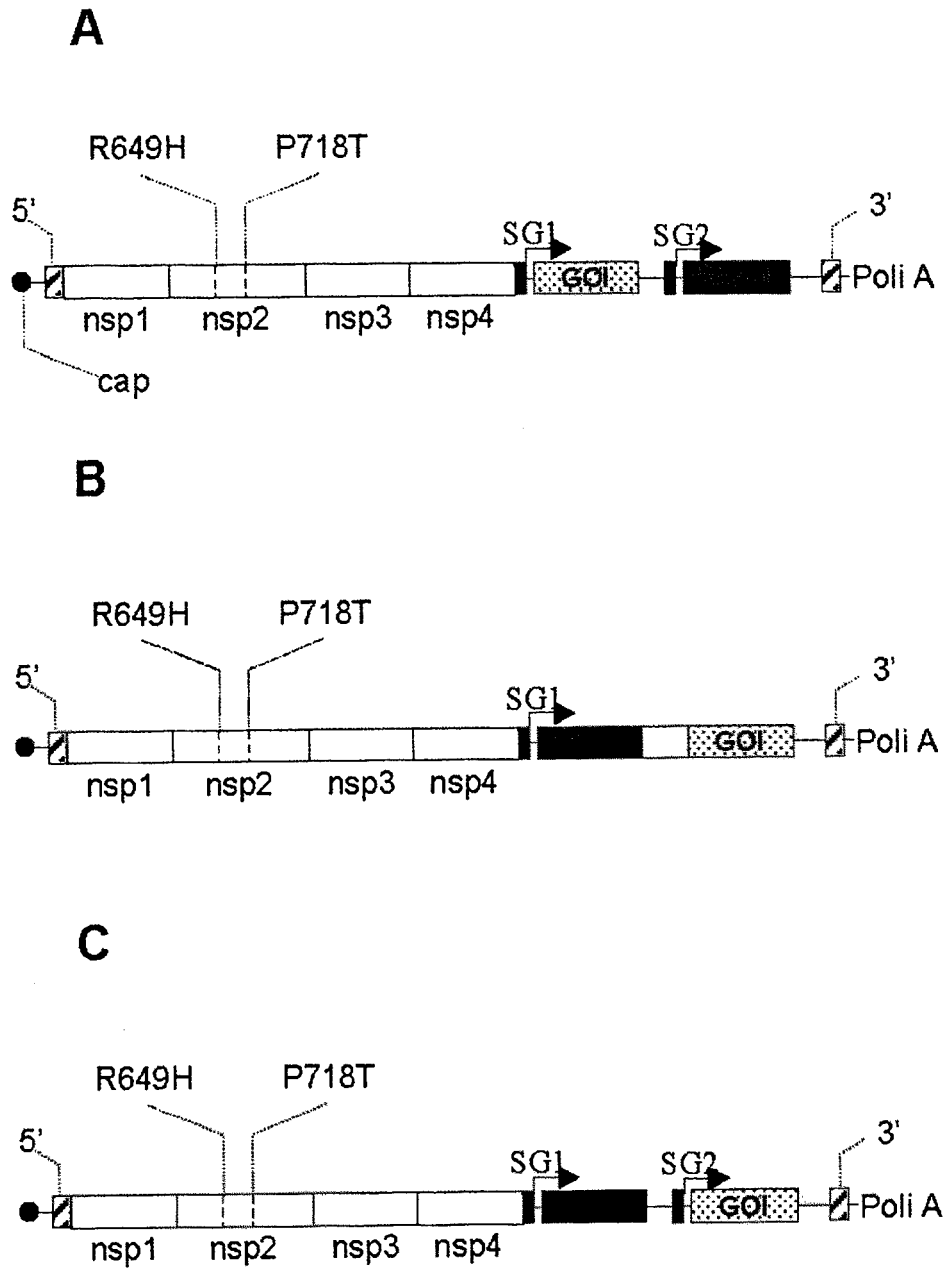 A
R649H P718T
5' 3'
SG1 SG2
GOI
Poli A
nsp1 nsp2 nsp3 nsp4
cap
B
R649H P718T
5' 3'
SG1
GOI
Poli A
nsp1 nsp2 nsp3 nsp4
C
R649H P718T
5' 3'
SG1 SG2
GOI
Poli A
nsp1 nsp2 nsp3 nsp4